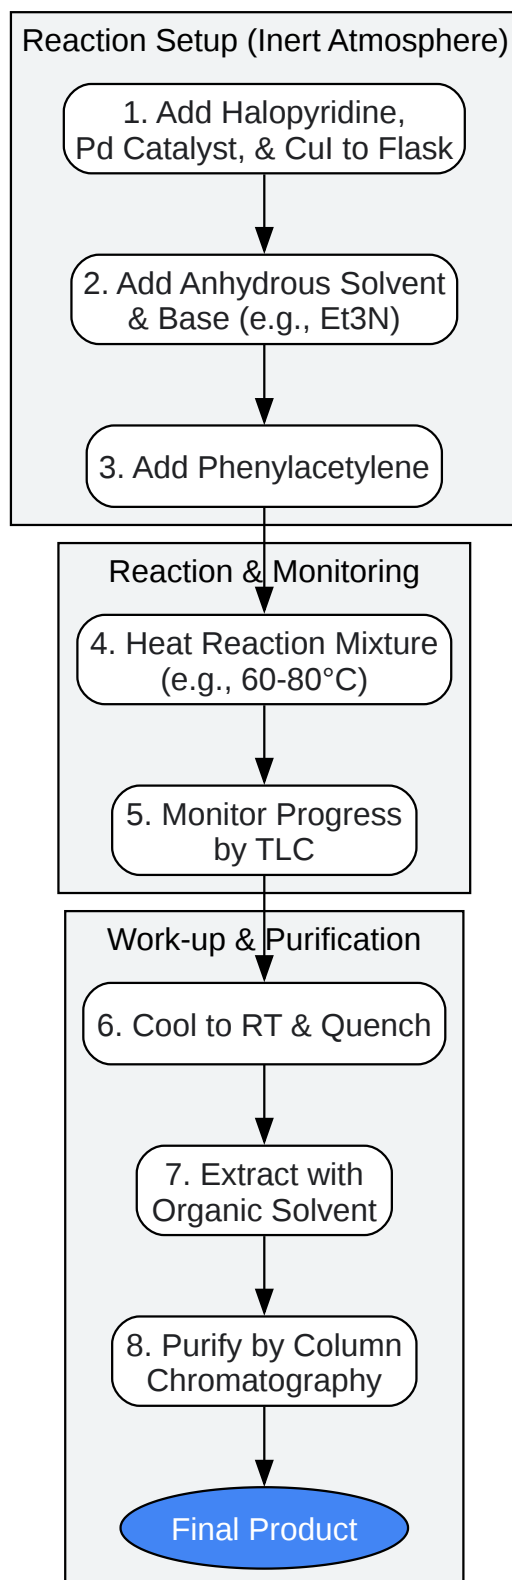 Reaction Setup (Inert Atmosphere)
1. Add Halopyridine,
Pd Catalyst, & CuI to Flask
2. Add Anhydrous Solvent
& Base (e.g., Et3N)
3. Add Phenylacetylene
Reaction & Monitoring
4. Heat Reaction Mixture
(e.g., 60-80°C)
5. Monitor Progress
by TLC
Work-up & Purification
6. Cool to RT & Quench
7. Extract with
Organic Solvent
8. Purify by Column
Chromatography
Final Product